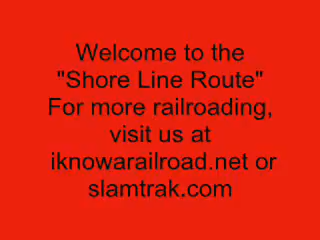 Welcome to the
"Shore Line Route"
For more railroading,
visit us at
iknowarailroad.net or
slamtrak.com